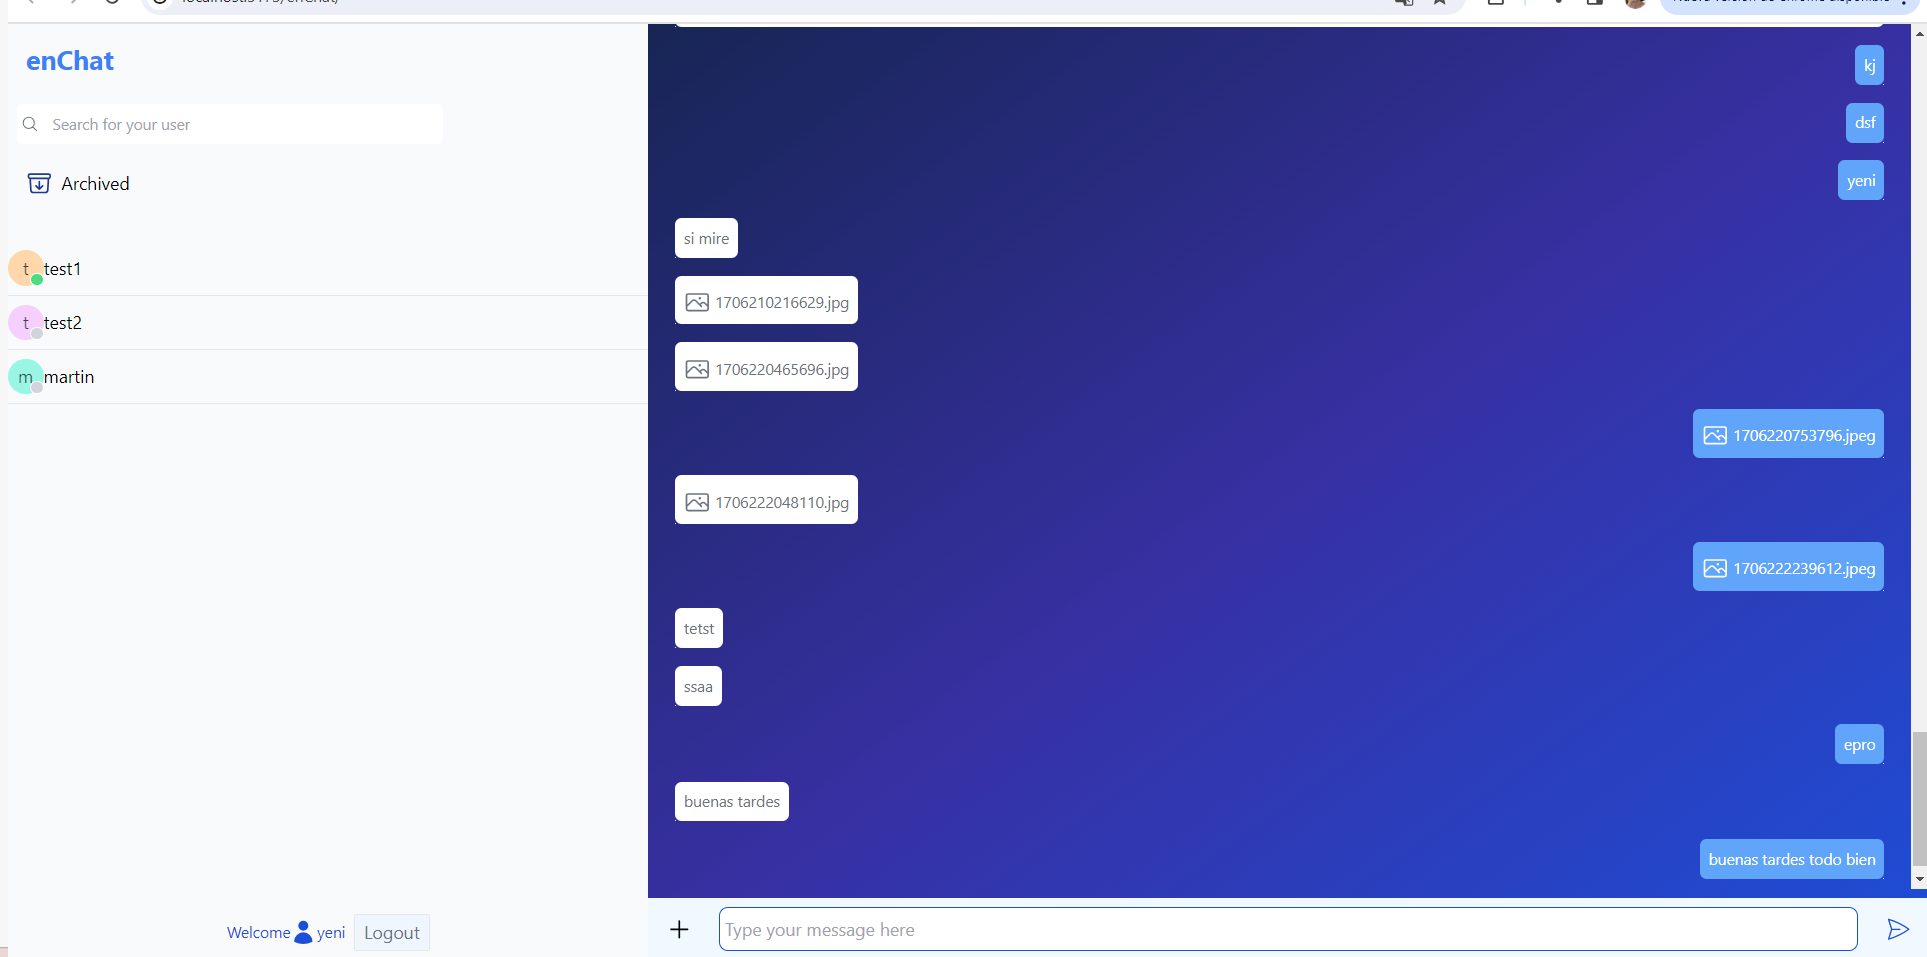 enChat
Search for your user
Archived
t test1
t test2
m martin
Welcome yeni Logout
kj
dsf
yeni
si mire
1706210216629.jpg
1706220465696.jpg
1706220753796.jpeg
1706222048110.jpg
1706222239612.jpeg
tetst
ssaa
epro
buenas tardes
buenas tardes todo bien
Type your message here